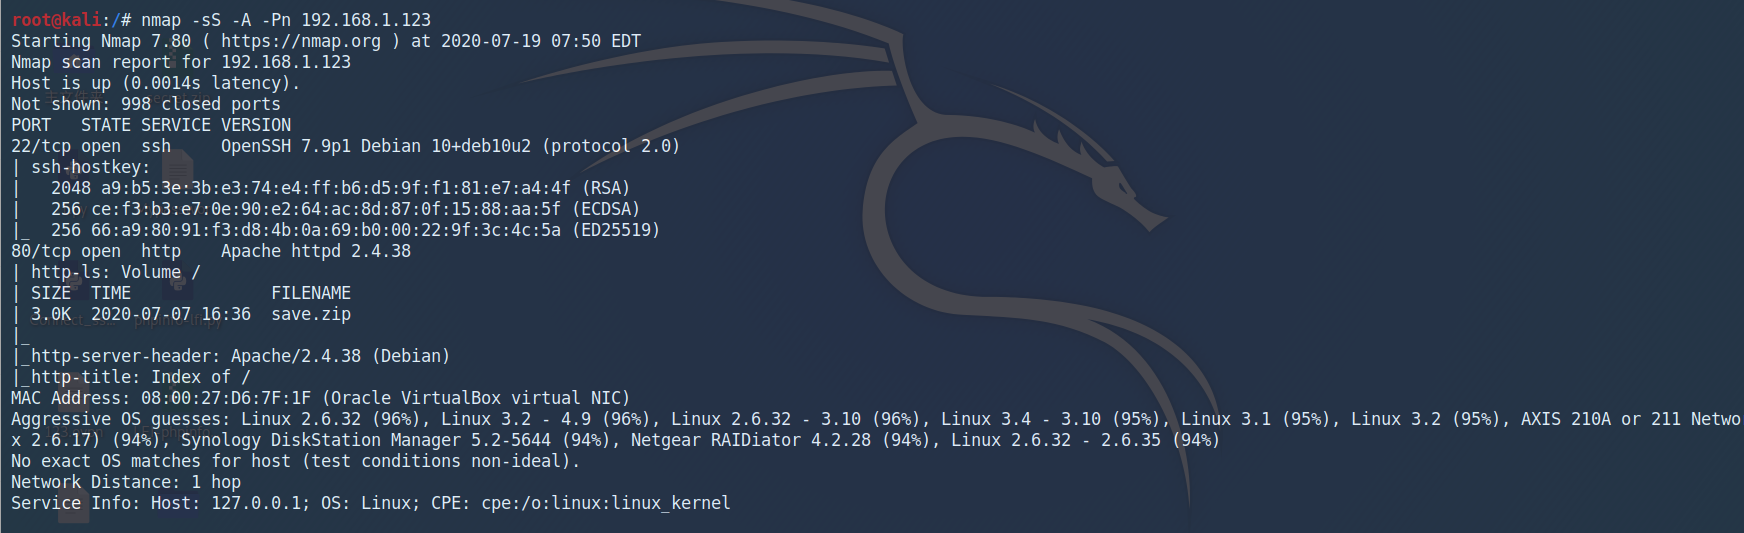 root@kali:/# nmap -sS -A -Pn 192.168.1.123
Starting Nmap 7.80 ( https://nmap.org ) at 2020-07-19 07:50 EDT
Nmap scan report for 192.168.1.123
Host is up (0.0014s latency).
Not shown: 998 closed ports
PORT   STATE SERVICE VERSION
22/tcp open  ssh     OpenSSH 7.9p1 Debian 10+deb10u2 (protocol 2.0)
| ssh-hostkey:
|   2048 a9:b5:3e:3b:e3:74:e4:ff:b6:d5:9f:f1:81:e7:a4:4f (RSA)
|   256 ce:f3:b3:e7:0e:90:e2:64:ac:8d:87:0f:15:88:aa:5f (ECDSA)
|_  256 66:a9:80:91:f3:d8:4b:0a:69:b0:00:22:9f:3c:4c:5a (ED25519)
80/tcp open  http    Apache httpd 2.4.38
| http-ls: Volume /
| SIZE  TIME              FILENAME
| 3.0K  2020-07-07 16:36  save.zip
|_
|_http-server-header: Apache/2.4.38 (Debian)
|_http-title: Index of /
MAC Address: 08:00:27:D6:7F:1F (Oracle VirtualBox virtual NIC)
Aggressive OS guesses: Linux 2.6.32 (96%), Linux 3.2 - 4.9 (96%), Linux 2.6.32 - 3.10 (96%), Linux 3.4 - 3.10 (95%), Linux 3.1 (95%), Linux 3.2 (95%), AXIS 210A or 211 Netwo
x 2.6.17) (94%), Synology DiskStation Manager 5.2-5644 (94%), Netgear RAIDiator 4.2.28 (94%), Linux 2.6.32 - 2.6.35 (94%)
No exact OS matches for host (test conditions non-ideal).
Network Distance: 1 hop
Service Info: Host: 127.0.0.1; OS: Linux; CPE: cpe:/o:linux:linux_kernel